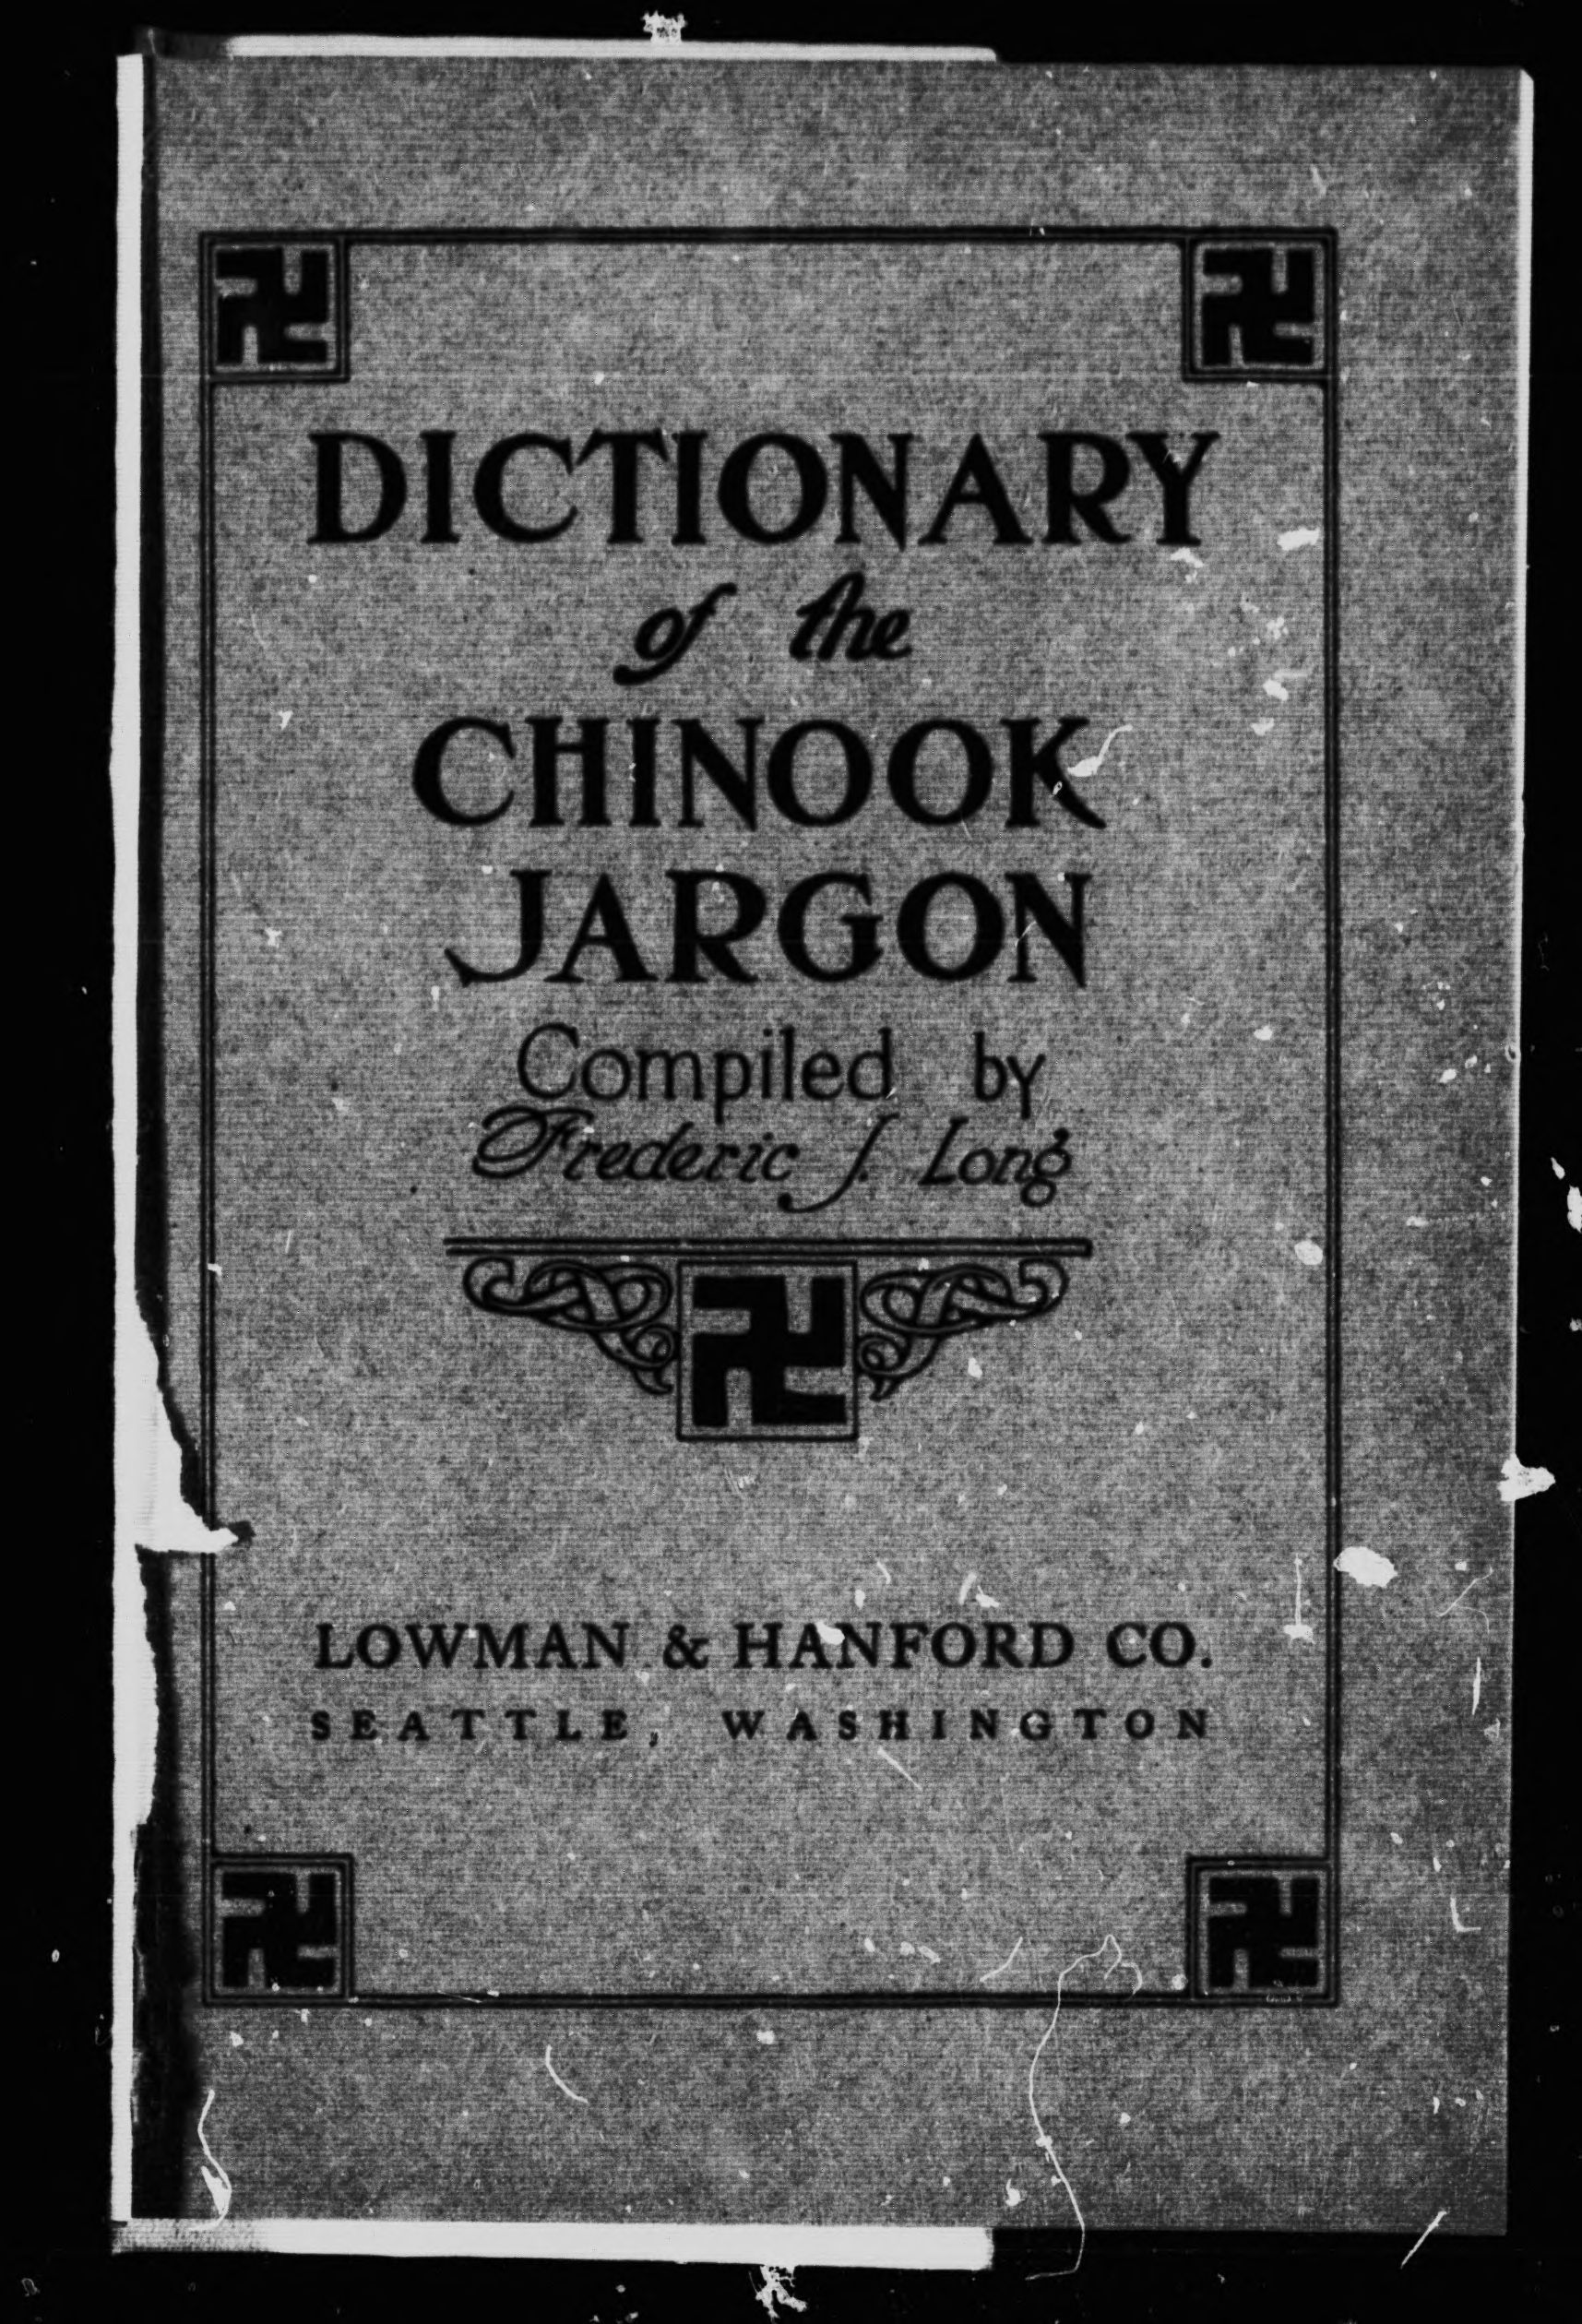 DICTIONARY
of the
CHINOOK
JARGON
Compiled by
Frederic J. Long
LOWMAN & HANFORD CO.
SEATTLE, WASHINGTON